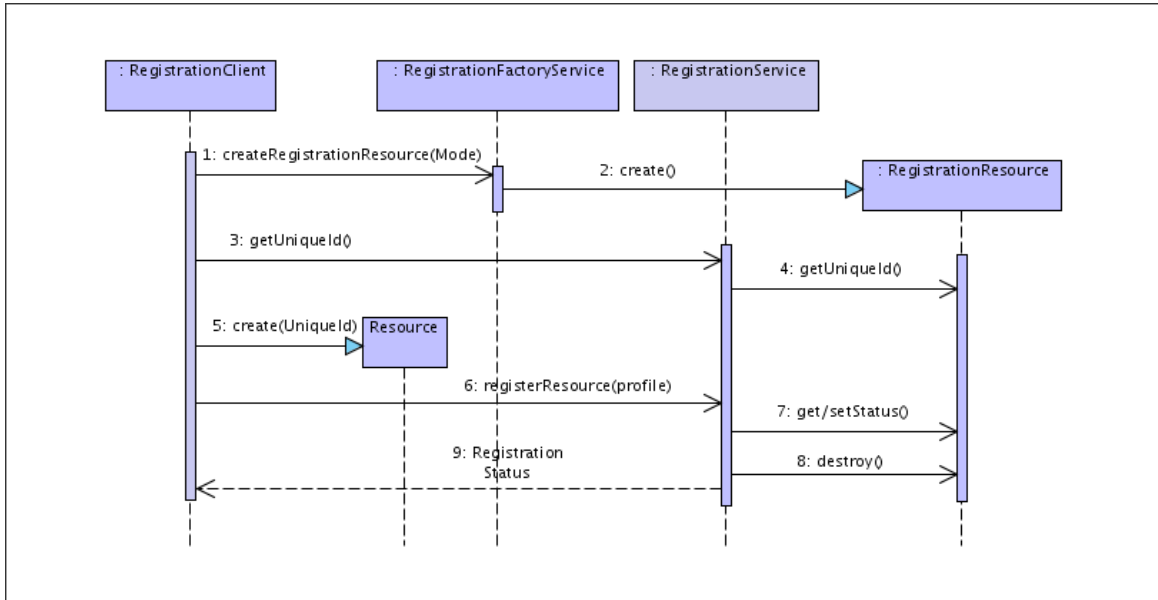 : RegistrationClient
: RegistrationFactoryService
: RegistrationService
1: createRegistrationResource(Mode)
2: create()
: RegistrationResource
3: getUniqueId()
4: getUniqueId()
5: create(UniqueId)
Resource
6: registerResource(profile)
7: get/setStatus()
9: Registration
Status
8: destroy()